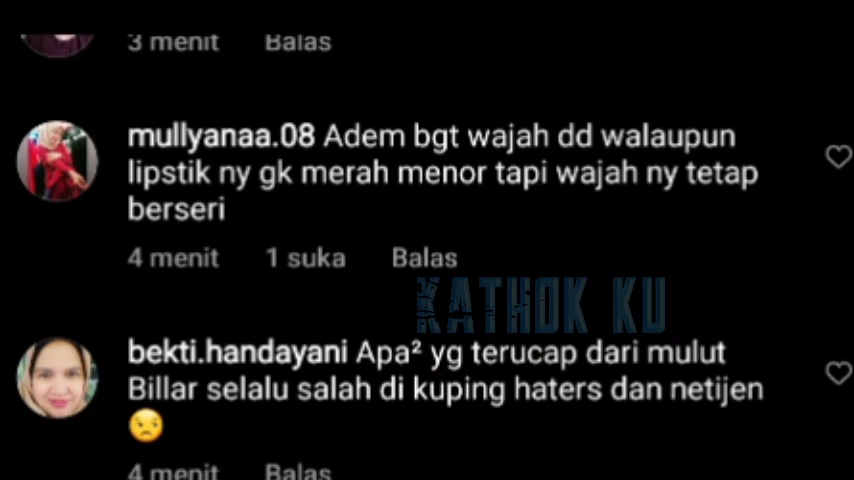 3 menit Balas
mullyanaa.08 Adem bgt wajah dd walaupun
lipstik ny gk merah menor tapi wajah ny tetap
berseri
4 menit 1 suka Balas
KATHOK KU
bekti.handayani Apa² yg terucap dari mulut
Billar selalu salah di kuping haters dan netijen
😒
4 menit Balas